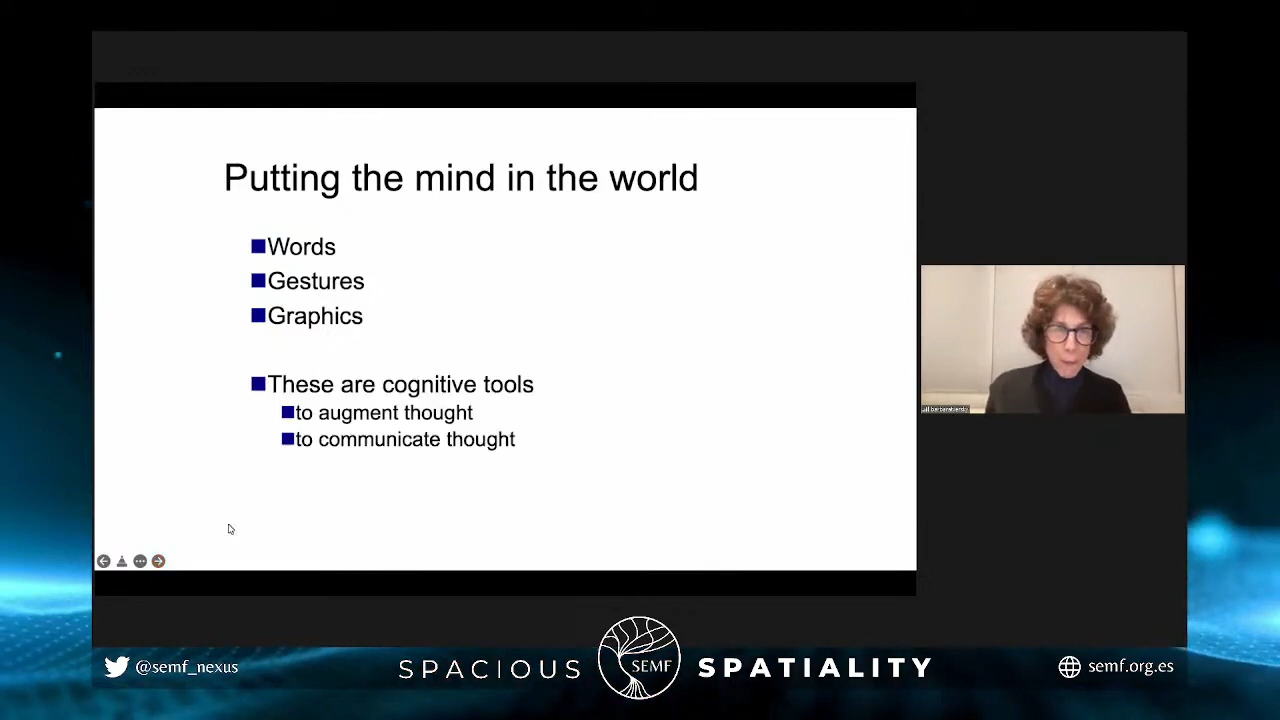 Putting the mind in the world
Words
Gestures
Graphics
These are cognitive tools
to augment thought
to communicate thought
barbaratversky
@semf_nexus
SPACIOUS
SEMF
SPATIALITY
semf.org.es